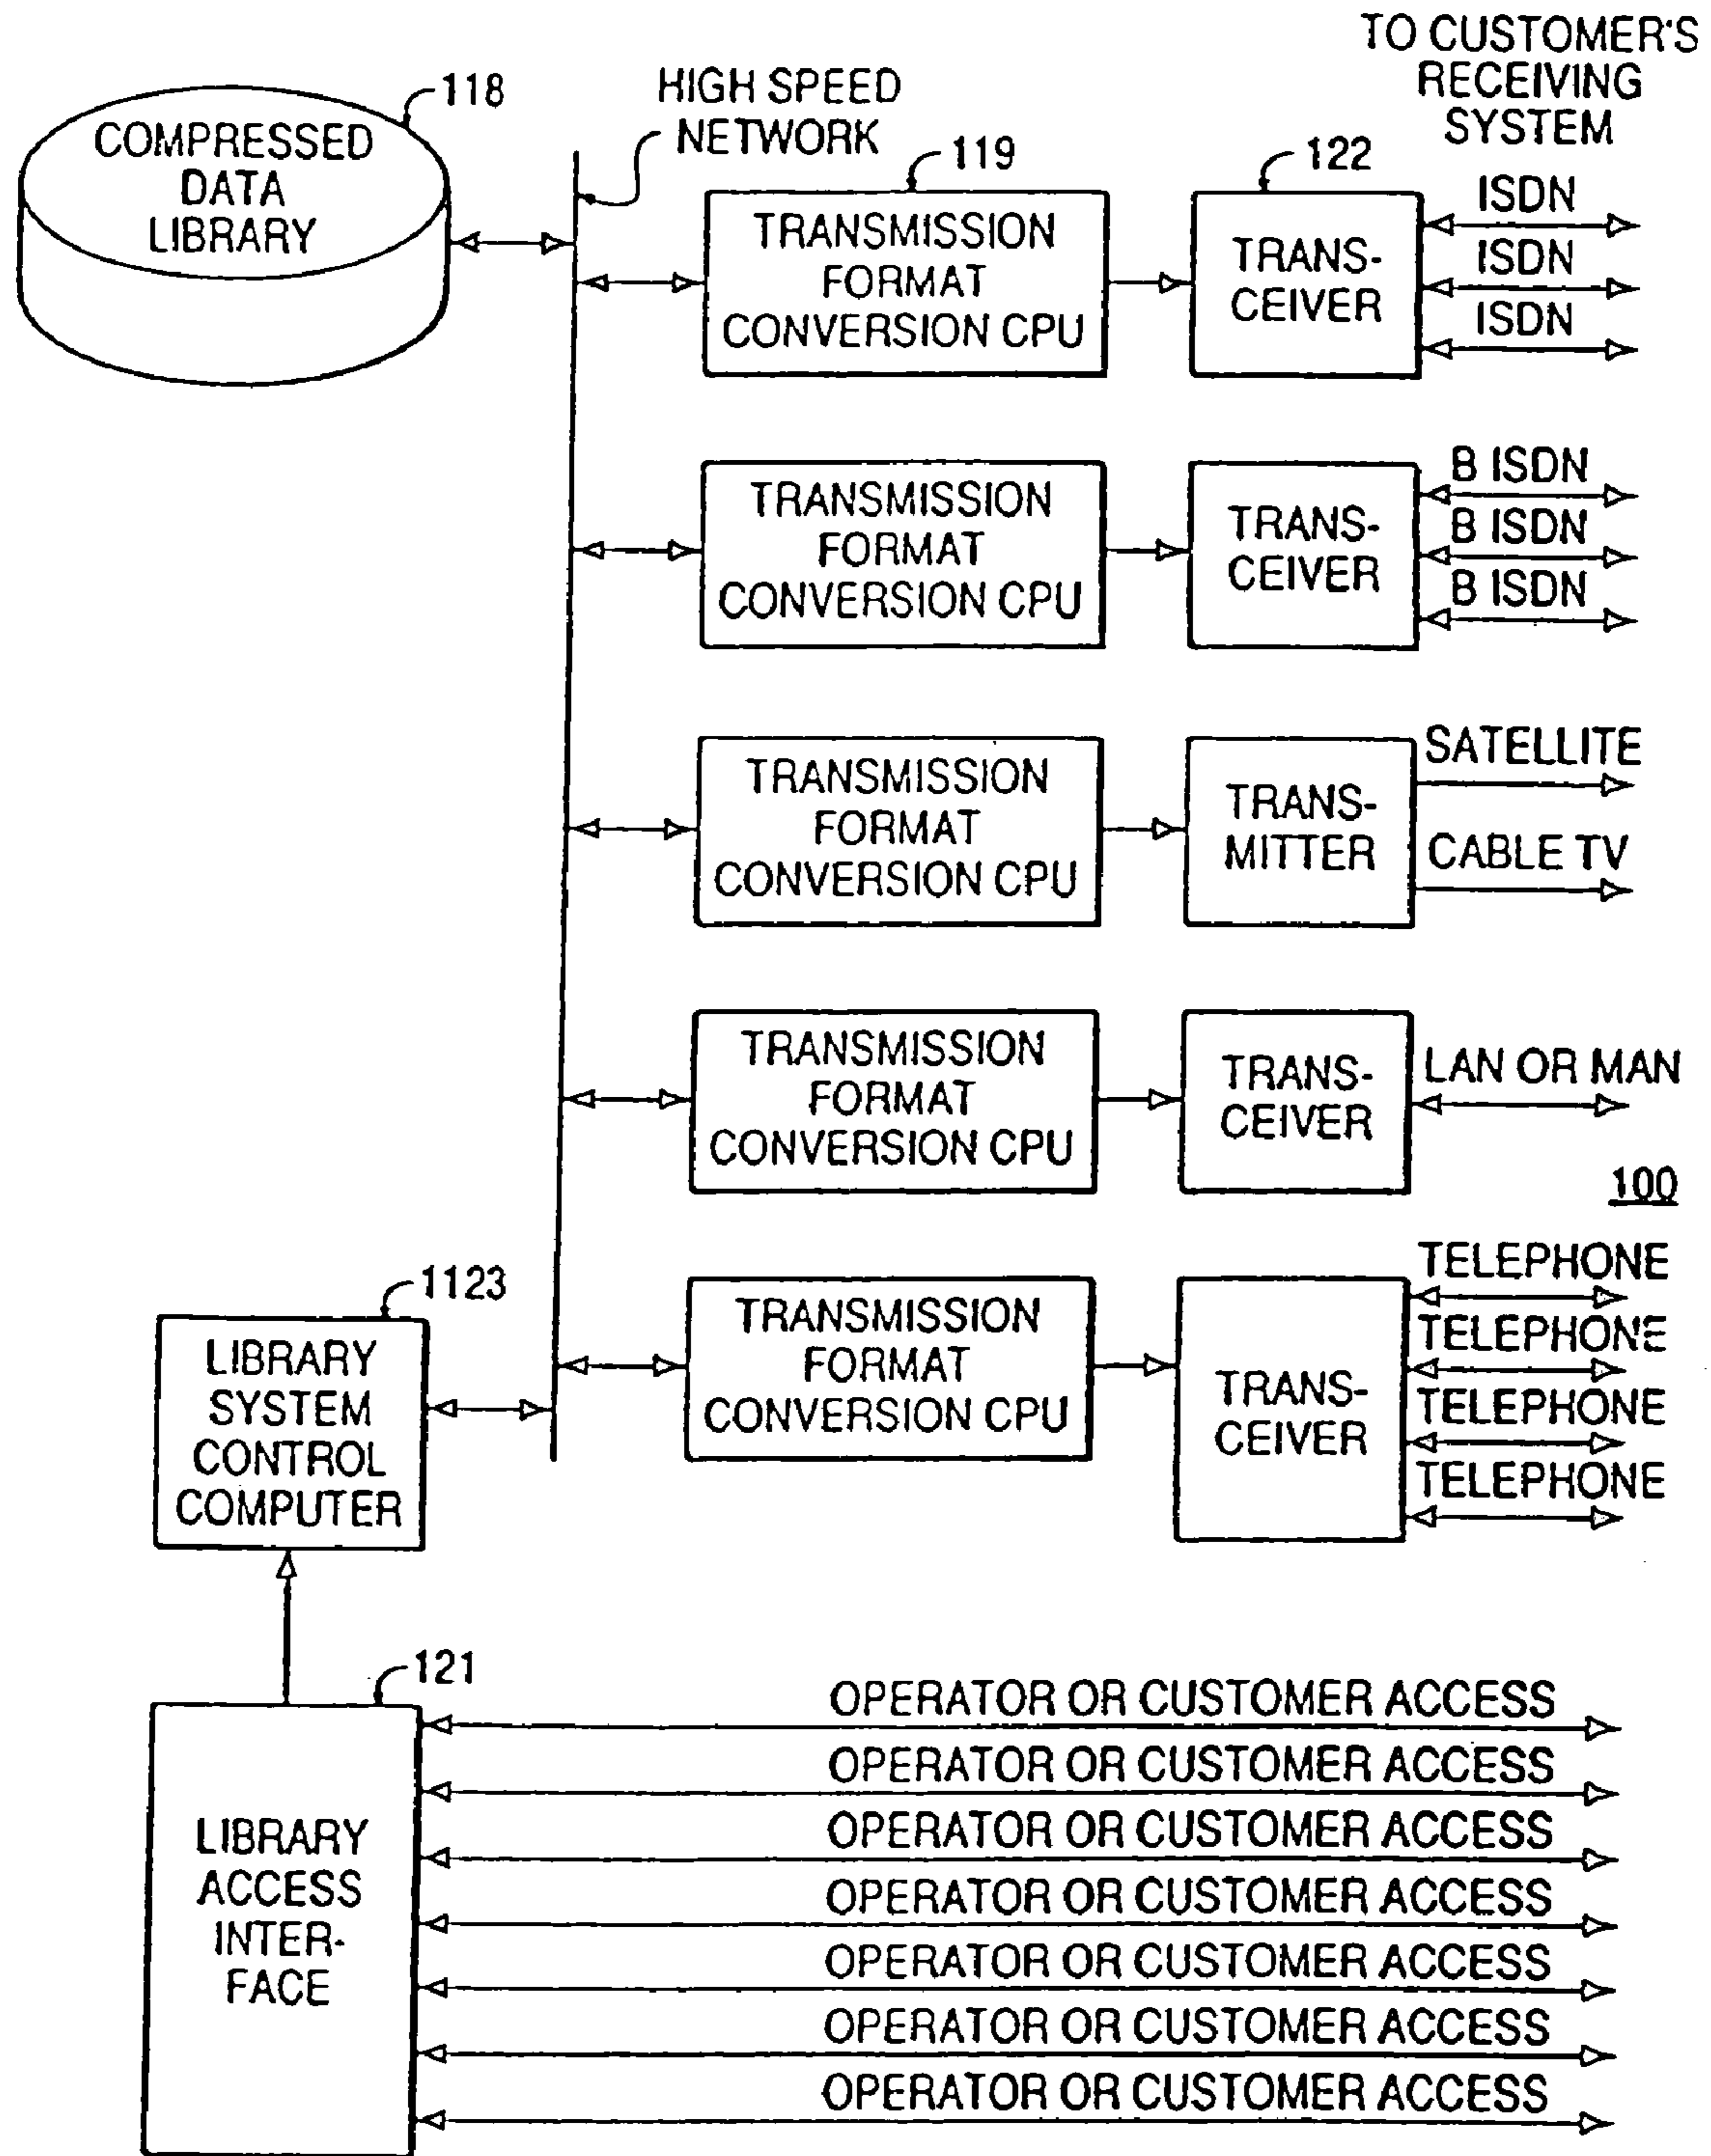 TO CUSTOMER'S
RECEIVING
SYSTEM
118
HIGH SPEED
NETWORK
119
122
COMPRESSED
DATA
LIBRARY
TRANSMISSION
FORMAT
CONVERSION CPU
TRANS-
CEIVER
ISDN
ISDN
ISDN
TRANSMISSION
FORMAT
CONVERSION CPU
TRANS-
CEIVER
B ISDN
B ISDN
B ISDN
TRANSMISSION
FORMAT
CONVERSION CPU
TRANS-
MITTER
SATELLITE
CABLE TV
TRANSMISSION
FORMAT
CONVERSION CPU
TRANS-
CEIVER
LAN OR MAN
100
1123
LIBRARY
SYSTEM
CONTROL
COMPUTER
TRANSMISSION
FORMAT
CONVERSION CPU
TRANS-
CEIVER
TELEPHONE
TELEPHONE
TELEPHONE
TELEPHONE
121
LIBRARY
ACCESS
INTER-
FACE
OPERATOR OR CUSTOMER ACCESS
OPERATOR OR CUSTOMER ACCESS
OPERATOR OR CUSTOMER ACCESS
OPERATOR OR CUSTOMER ACCESS
OPERATOR OR CUSTOMER ACCESS
OPERATOR OR CUSTOMER ACCESS
OPERATOR OR CUSTOMER ACCESS